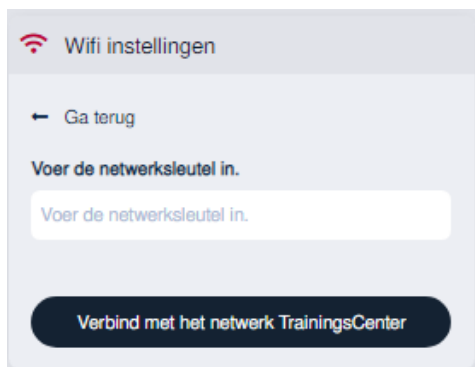 Wifi instellingen
Ga terug
Voer de netwerksleutel in.
Voer de netwerksleutel in.
Verbind met het netwerk TrainingsCenter